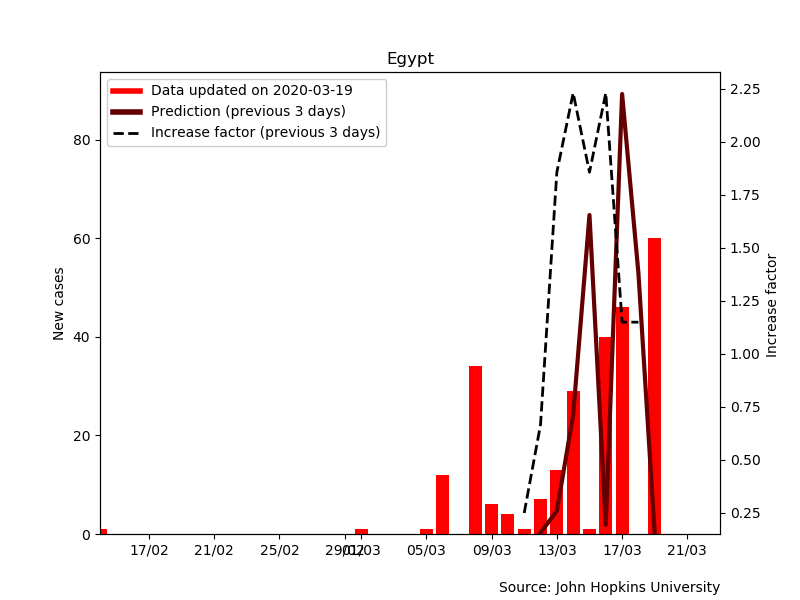 Egypt
Data updated on 2020-03-19
Prediction (previous 3 days)
Increase factor (previous 3 days)
New cases
80
60
40
20
0
2.25
2.00
1.75
1.50
1.25
1.00
0.75
0.50
0.25
Increase factor
17/02 21/02 25/02 29/02 01/03 05/03 09/03 13/03 17/03 21/03
Source: John Hopkins University